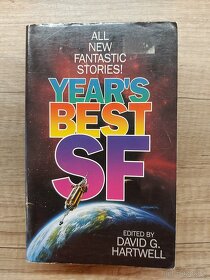 ALL
NEW
FANTASTIC
STORIES!
YEAR'S
BEST
SF
EDITED BY
DAVID G.
HARTWELL